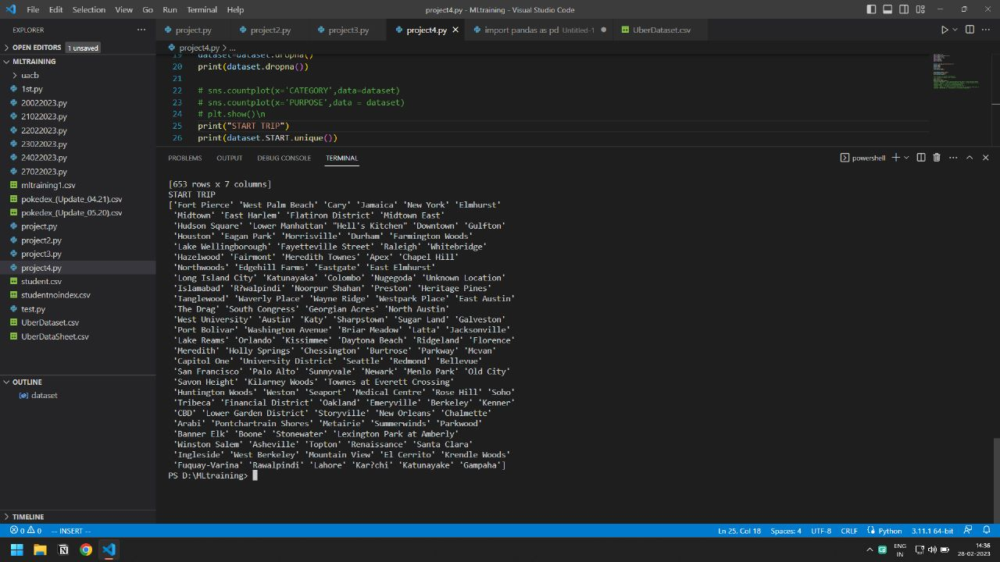 File Edit Selection View Go Run Terminal Help
project4.py - MLtraining - Visual Studio Code
EXPLORER
OPEN EDITORS 1 unsaved
MLTRAINING
uacb
1st.py
20022023.py
21022023.py
22022023.py
23022023.py
24022023.py
27022023.py
mltraining1.csv
pokedex_(Update_04.21).csv
pokedex_(Update_05.20).csv
project.py
project2.py
project3.py
project4.py
student.csv
studentnoindex.csv
test.py
UberDataset.csv
UberDataSheet.csv
OUTLINE
dataset
TIMELINE
project.py project2.py project3.py project4.py import pandas as pd Untitled-1 UberDataset.csv
project4.py > ...
19 dataset=dataset.dropna()
20 print(dataset.dropna())
21
22 # sns.countplot(x='CATEGORY',data=dataset)
23 # sns.countplot(x='PURPOSE',data = dataset)
24 # plt.show()\n
25 print("START TRIP")
26 print(dataset.START.unique())
PROBLEMS OUTPUT DEBUG CONSOLE TERMINAL
powershell
[653 rows x 7 columns]
START TRIP
['Fort Pierce' 'West Palm Beach' 'Cary' 'Jamaica' 'New York' 'Elmhurst'
'Midtown' 'East Harlem' 'Flatiron District' 'Midtown East'
'Hudson Square' 'Lower Manhattan' "Hell's Kitchen" 'Downtown' 'Gulfton'
'Houston' 'Eagan Park' 'Morrisville' 'Durham' 'Farmington Woods'
'Lake Wellingborough' 'Fayetteville Street' 'Raleigh' 'Whitebridge'
'Hazelwood' 'Fairmont' 'Meredith Townes' 'Apex' 'Chapel Hill'
'Northwoods' 'Edgehill Farms' 'Eastgate' 'East Elmhurst'
'Long Island City' 'Katunayaka' 'Colombo' 'Nugegoda' 'Unknown Location'
'Islamabad' 'R?walpindi' 'Noorpur Shahan' 'Preston' 'Heritage Pines'
'Tanglewood' 'Waverly Place' 'Wayne Ridge' 'Westpark Place' 'East Austin'
'The Drag' 'South Congress' 'Georgian Acres' 'North Austin'
'West University' 'Austin' 'Katy' 'Sharpstown' 'Sugar Land' 'Galveston'
'Port Bolivar' 'Washington Avenue' 'Briar Meadow' 'Latta' 'Jacksonville'
'Lake Reams' 'Orlando' 'Kissimmee' 'Daytona Beach' 'Ridgeland' 'Florence'
'Meredith' 'Holly Springs' 'Chessington' 'Burtrose' 'Parkway' 'Mcvan'
'Capitol One' 'University District' 'Seattle' 'Redmond' 'Bellevue'
'San Francisco' 'Palo Alto' 'Sunnyvale' 'Newark' 'Menlo Park' 'Old City'
'Savon Height' 'Kilarney Woods' 'Townes at Everett Crossing'
'Huntington Woods' 'Weston' 'Seaport' 'Medical Centre' 'Rose Hill' 'Soho'
'Tribeca' 'Financial District' 'Oakland' 'Emeryville' 'Berkeley' 'Kenner'
'CBD' 'Lower Garden District' 'Storyville' 'New Orleans' 'Chalmette'
'Arabi' 'Pontchartrain Shores' 'Metairie' 'Summerwinds' 'Parkwood'
'Banner Elk' 'Boone' 'Stonewater' 'Lexington Park at Amberly'
'Winston Salem' 'Asheville' 'Topton' 'Renaissance' 'Santa Clara'
'Ingleside' 'West Berkeley' 'Mountain View' 'El Cerrito' 'Krendle Woods'
'Fuquay-Varina' 'Rawalpindi' 'Lahore' 'Kar?chi' 'Katunayake' 'Gampaha']
PS D:\MLtraining>
0 0 -- INSERT --
Ln 25, Col 18 Spaces: 4 UTF-8 CRLF Python 3.11.1 64-bit
ENG
IN
14:36
28-02-2023